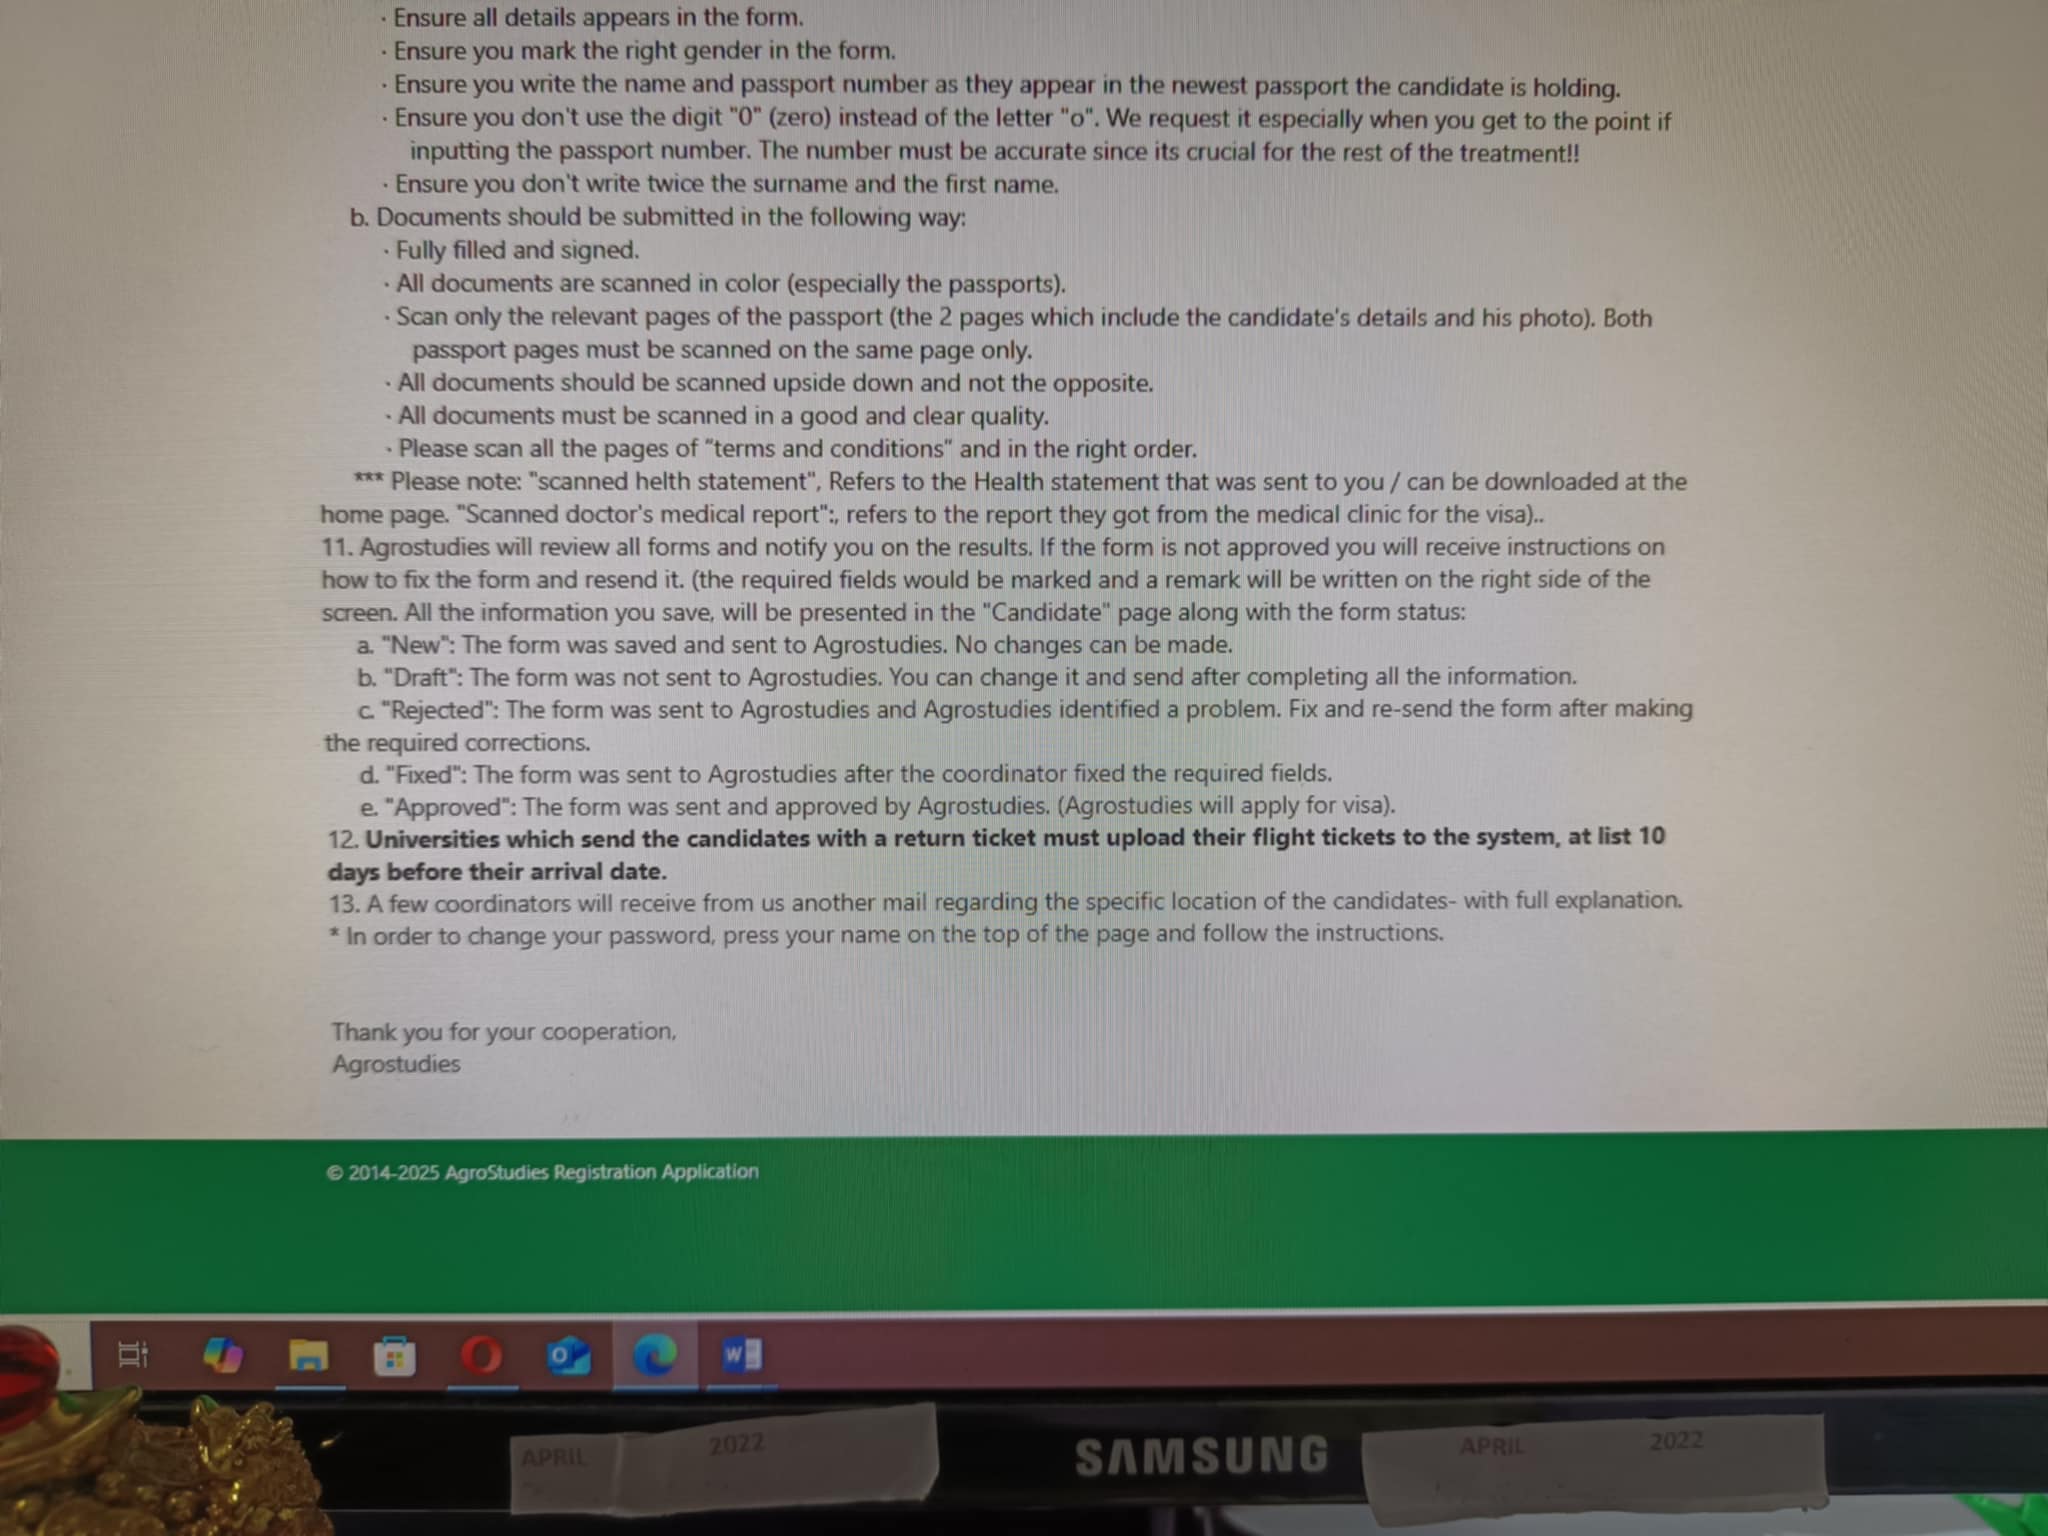 · Ensure all details appears in the form.
· Ensure you mark the right gender in the form.
· Ensure you write the name and passport number as they appear in the newest passport the candidate is holding.
· Ensure you don't use the digit "0" (zero) instead of the letter "o". We request it especially when you get to the point if
inputting the passport number. The number must be accurate since its crucial for the rest of the treatment!!
· Ensure you don't write twice the surname and the first name.
b. Documents should be submitted in the following way:
· Fully filled and signed.
· All documents are scanned in color (especially the passports).
· Scan only the relevant pages of the passport (the 2 pages which include the candidate's details and his photo). Both
passport pages must be scanned on the same page only.
· All documents should be scanned upside down and not the opposite.
· All documents must be scanned in a good and clear quality.
· Please scan all the pages of "terms and conditions" and in the right order.
*** Please note: "scanned helth statement", Refers to the Health statement that was sent to you / can be downloaded at the
home page. "Scanned doctor's medical report":, refers to the report they got from the medical clinic for the visa)..
11. Agrostudies will review all forms and notify you on the results. If the form is not approved you will receive instructions on
how to fix the form and resend it. (the required fields would be marked and a remark will be written on the right side of the
screen. All the information you save, will be presented in the "Candidate" page along with the form status:
a. "New": The form was saved and sent to Agrostudies. No changes can be made.
b. "Draft": The form was not sent to Agrostudies. You can change it and send after completing all the information.
c. "Rejected": The form was sent to Agrostudies and Agrostudies identified a problem. Fix and re-send the form after making
the required corrections.
d. "Fixed": The form was sent to Agrostudies after the coordinator fixed the required fields.
e. "Approved": The form was sent and approved by Agrostudies. (Agrostudies will apply for visa).
12. Universities which send the candidates with a return ticket must upload their flight tickets to the system, at list 10
days before their arrival date.
13. A few coordinators will receive from us another mail regarding the specific location of the candidates- with full explanation.
* In order to change your password, press your name on the top of the page and follow the instructions.
Thank you for your cooperation,
Agrostudies
© 2014-2025 AgroStudies Registration Application
APRIL 2022
SAMSUNG
APRIL 2022